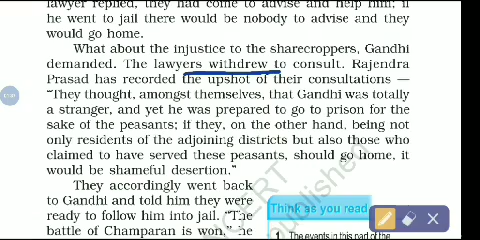 lawyer replied, they had come to advise and help him; if
he went to jail there would be nobody to advise and they
would go home.
What about the injustice to the sharecroppers, Gandhi
demanded. The lawyers withdrew to consult. Rajendra
Prasad has recorded the upshot of their consultations —
“They thought, amongst themselves, that Gandhi was totally
a stranger, and yet he was prepared to go to prison for the
sake of the peasants; if they, on the other hand, being not
only residents of the adjoining districts but also those who
claimed to have served these peasants, should go home, it
would be shameful desertion.”
They accordingly went back
to Gandhi and told him they were
ready to follow him into jail. “The
battle of Champaran is won,” he
Think as you read
1. The events in this part of the